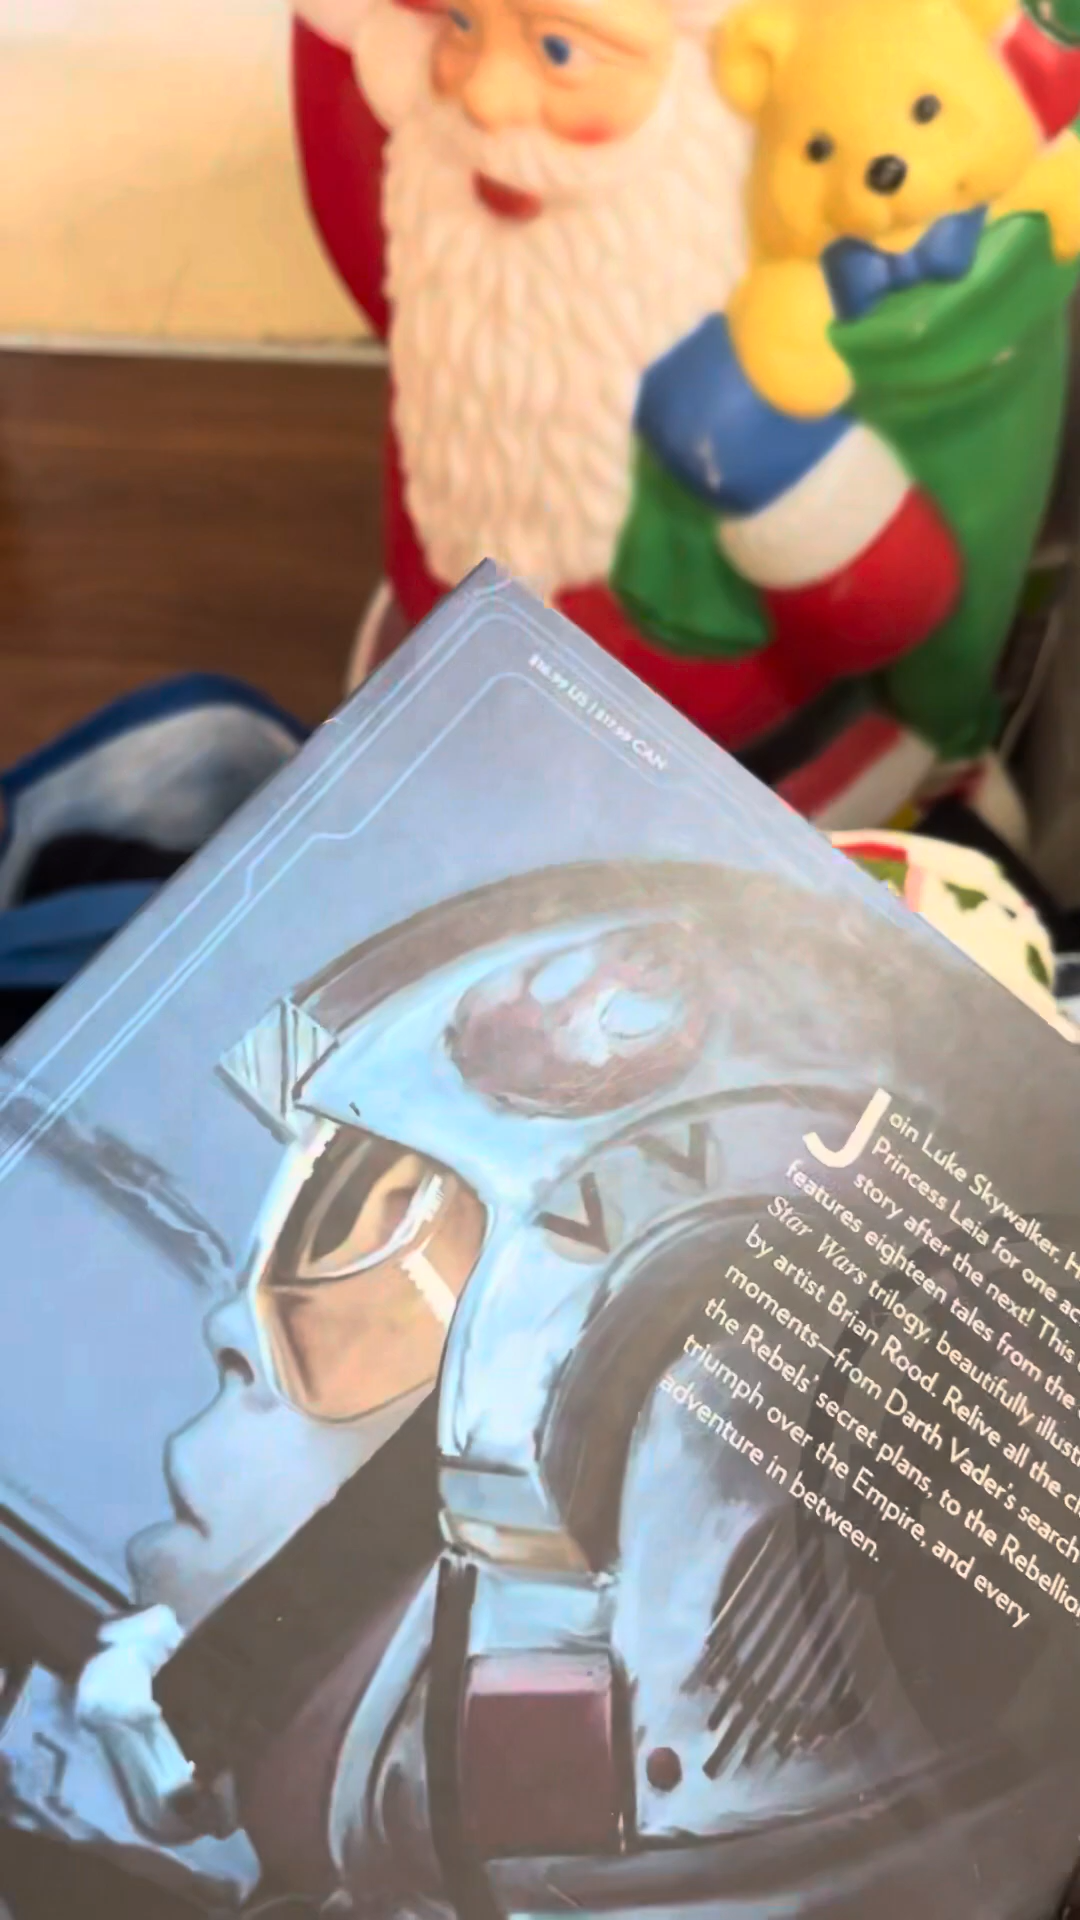 $16.99 US | $17.99 CAN
Join Luke Skywalker, H
Princess Leia for one ac
story after the next! This
features eighteen tales from the
Star Wars trilogy, beautifully illust
by artist Brian Rood. Relive all the cl
moments—from Darth Vader's search
the Rebels' secret plans, to the Rebellio
triumph over the Empire, and every
adventure in between.